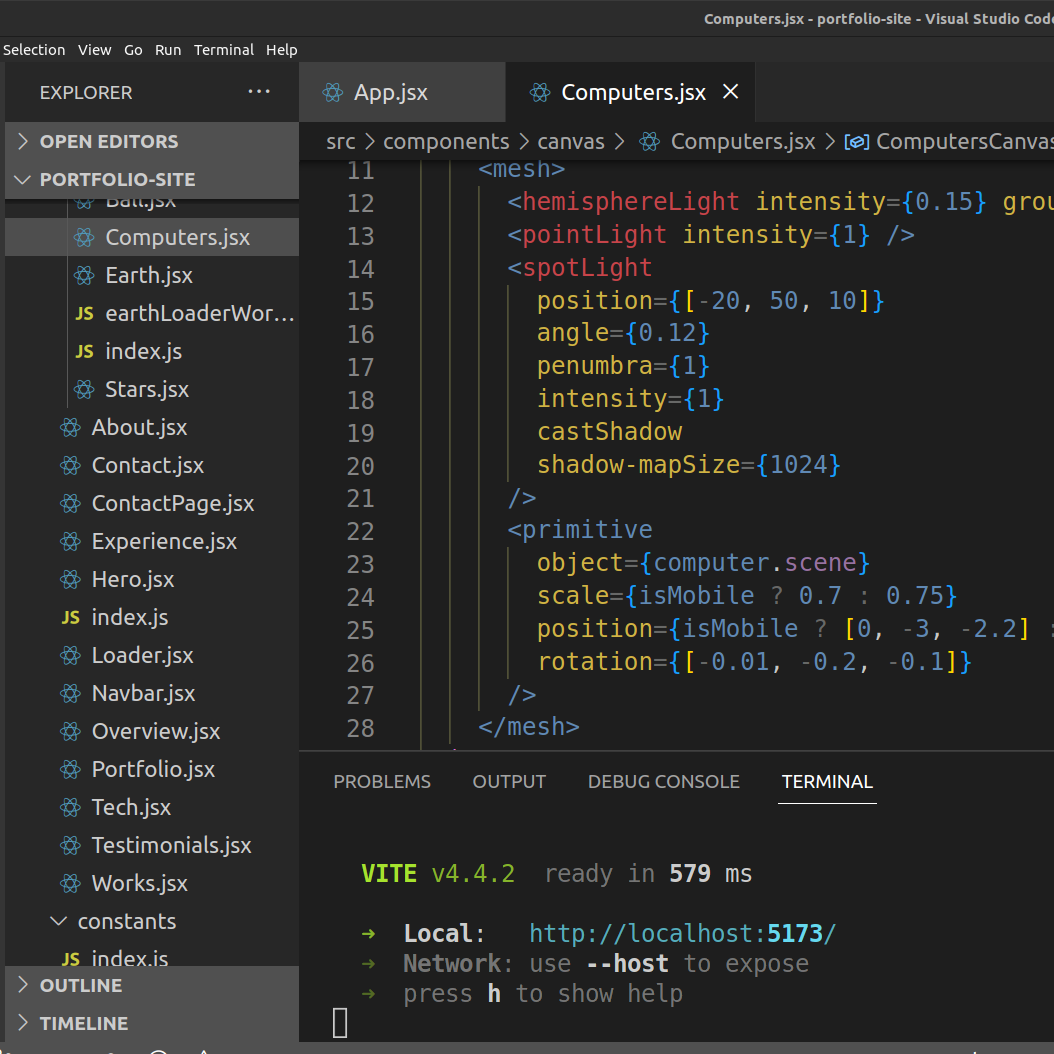 Computers.jsx - portfolio-site - Visual Studio Code
Selection View Go Run Terminal Help
EXPLORER ···
OPEN EDITORS
PORTFOLIO-SITE
Ball.jsx
Computers.jsx
Earth.jsx
JS earthLoaderWor...
JS index.js
Stars.jsx
About.jsx
Contact.jsx
ContactPage.jsx
Experience.jsx
Hero.jsx
JS index.js
Loader.jsx
Navbar.jsx
Overview.jsx
Portfolio.jsx
Tech.jsx
Testimonials.jsx
Works.jsx
constants
JS index.js
OUTLINE
TIMELINE
App.jsx Computers.jsx
src > components > canvas > Computers.jsx > ComputersCanvas
11 <mesh>
12 <hemisphereLight intensity={0.15} grou
13 <pointLight intensity={1} />
14 <spotLight
15 position={[-20, 50, 10]}
16 angle={0.12}
17 penumbra={1}
18 intensity={1}
19 castShadow
20 shadow-mapSize={1024}
21 />
22 <primitive
23 object={computer.scene}
24 scale={isMobile ? 0.7 : 0.75}
25 position={isMobile ? [0, -3, -2.2] :
26 rotation={[-0.01, -0.2, -0.1]}
27 />
28 </mesh>
PROBLEMS OUTPUT DEBUG CONSOLE TERMINAL
VITE v4.4.2 ready in 579 ms
➜ Local: http://localhost:5173/
➜ Network: use --host to expose
➜ press h to show help